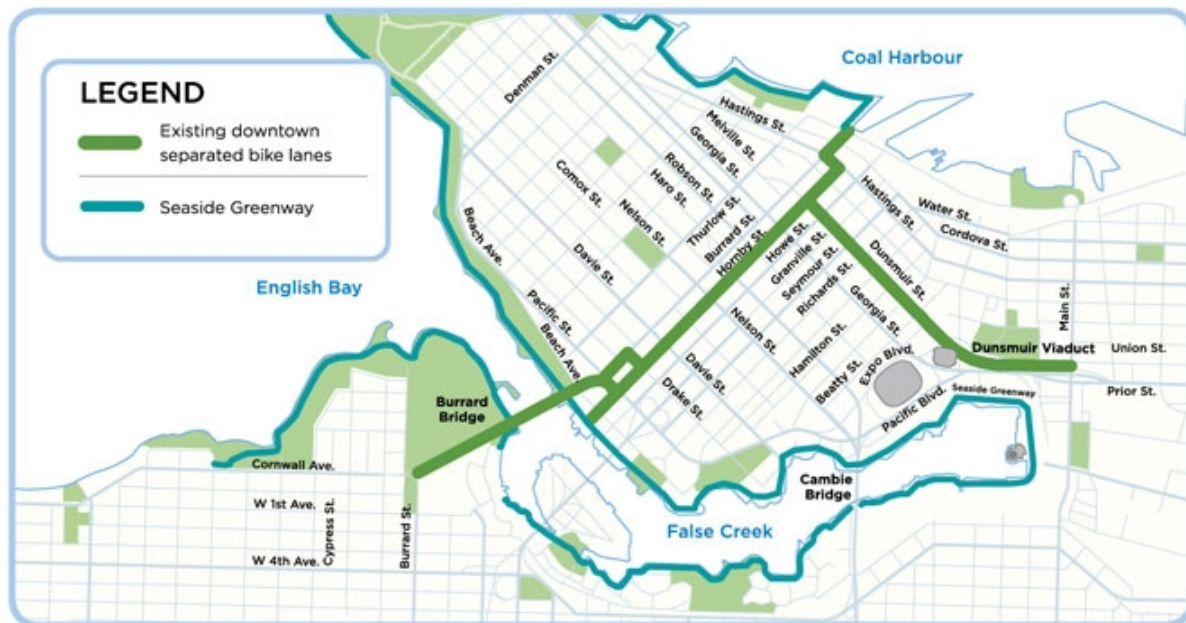 LEGEND
Existing downtown
separated bike lanes
Seaside Greenway
Coal Harbour
English Bay
False Creek
Denman St.
Hastings St.
Melville St.
Georgia St.
Robson St.
Haro St.
Comox St.
Nelson St.
Thurlow St.
Burrard St.
Hornby St.
Beach Ave.
Davie St.
Pacific St.
Beach Ave.
Howe St.
Granville St.
Seymour St.
Richards St.
Hastings St.
Water St.
Cordova St.
Dunsmuir St.
Georgia St.
Main St.
Nelson St.
Hamilton St.
Beatty St.
Expo Blvd.
Dunsmuir Viaduct
Union St.
Prior St.
Seaside Greenway
Pacific Blvd.
Davie St.
Drake St.
Burrard
Bridge
Cambie
Bridge
Cornwall Ave.
W 1st Ave.
Cypress St.
Burrard St.
W 4th Ave.